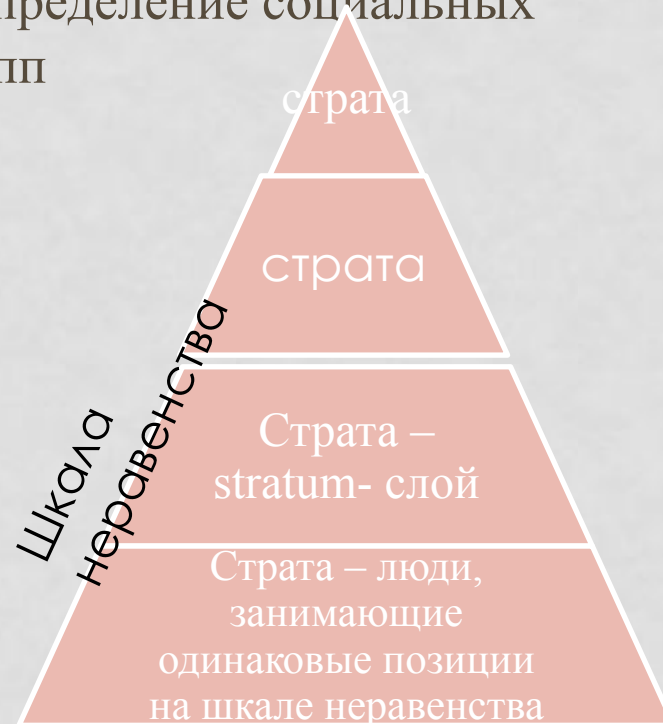 пределение социальных
пп
страта
страта
Шкала
неравенства
Страта –
stratum- слой
Страта – люди,
занимающие
одинаковые позиции
на шкале неравенства